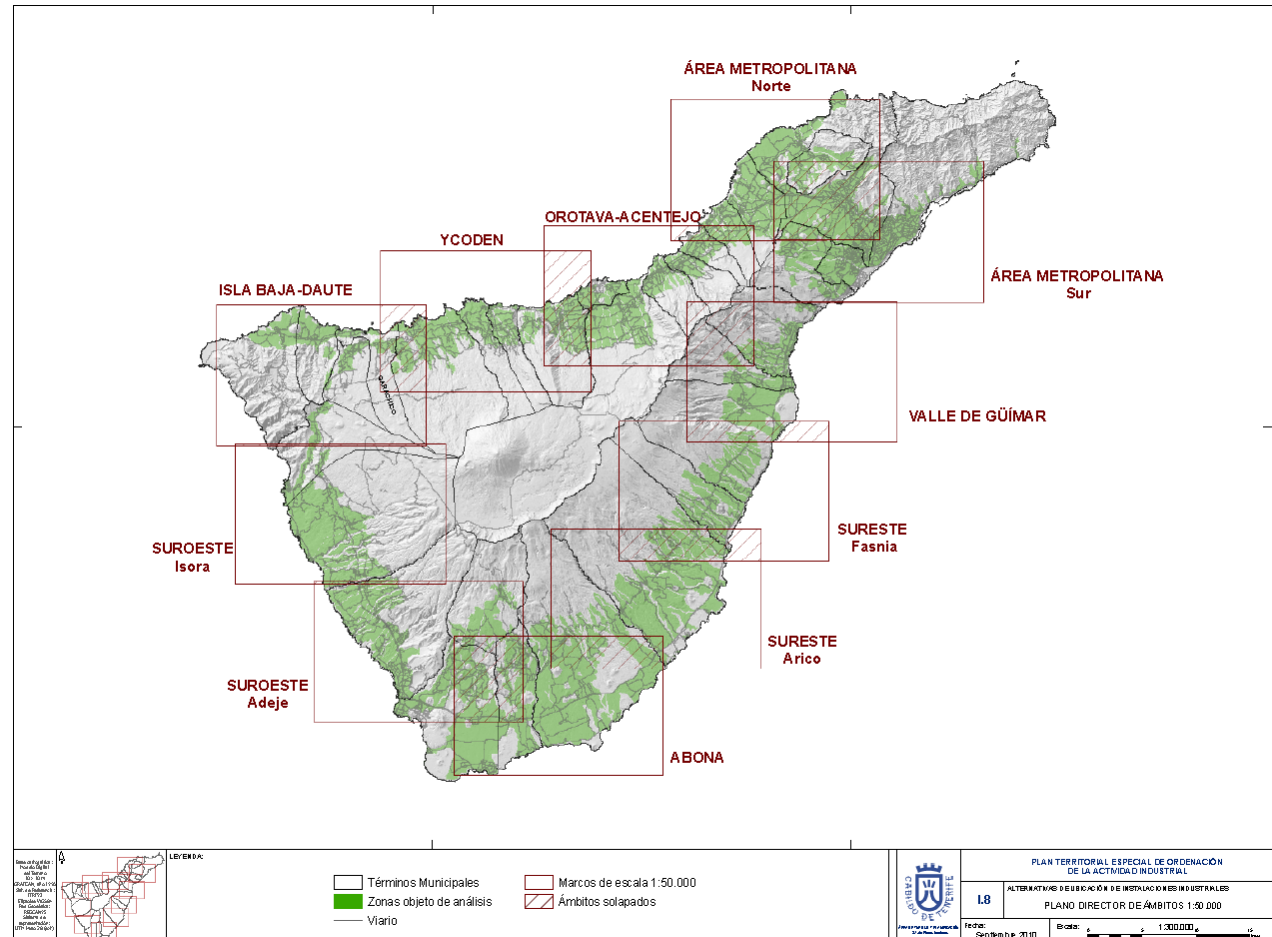 ÁREA METROPOLITANA
Norte
OROTAVA-ACENTEJO
YCODEN
ÁREA METROPOLITANA
Sur
ISLA BAJA-DAUTE
GARACHICO
VALLE DE GÜÍMAR
SURESTE
Fasnia
SUROESTE
Isora
SURESTE
Arico
SUROESTE
Adeje
ABONA
LEYENDA:
Términos Municipales
Zonas objeto de análisis
Viario
Marcos de escala 1:50.000
Ámbitos solapados
CABILDO DE TENERIFE
PLAN TERRITORIAL ESPECIAL DE ORDENACIÓN
DE LA ACTIVIDAD INDUSTRIAL
I.8
ALTERNATIVAS DE UBICACIÓN DE INSTALACIONES INDUSTRIALES
PLANO DIRECTOR DE ÁMBITOS 1:50.000
Fecha:
Septiembre 2010
Escala:
1:300.000